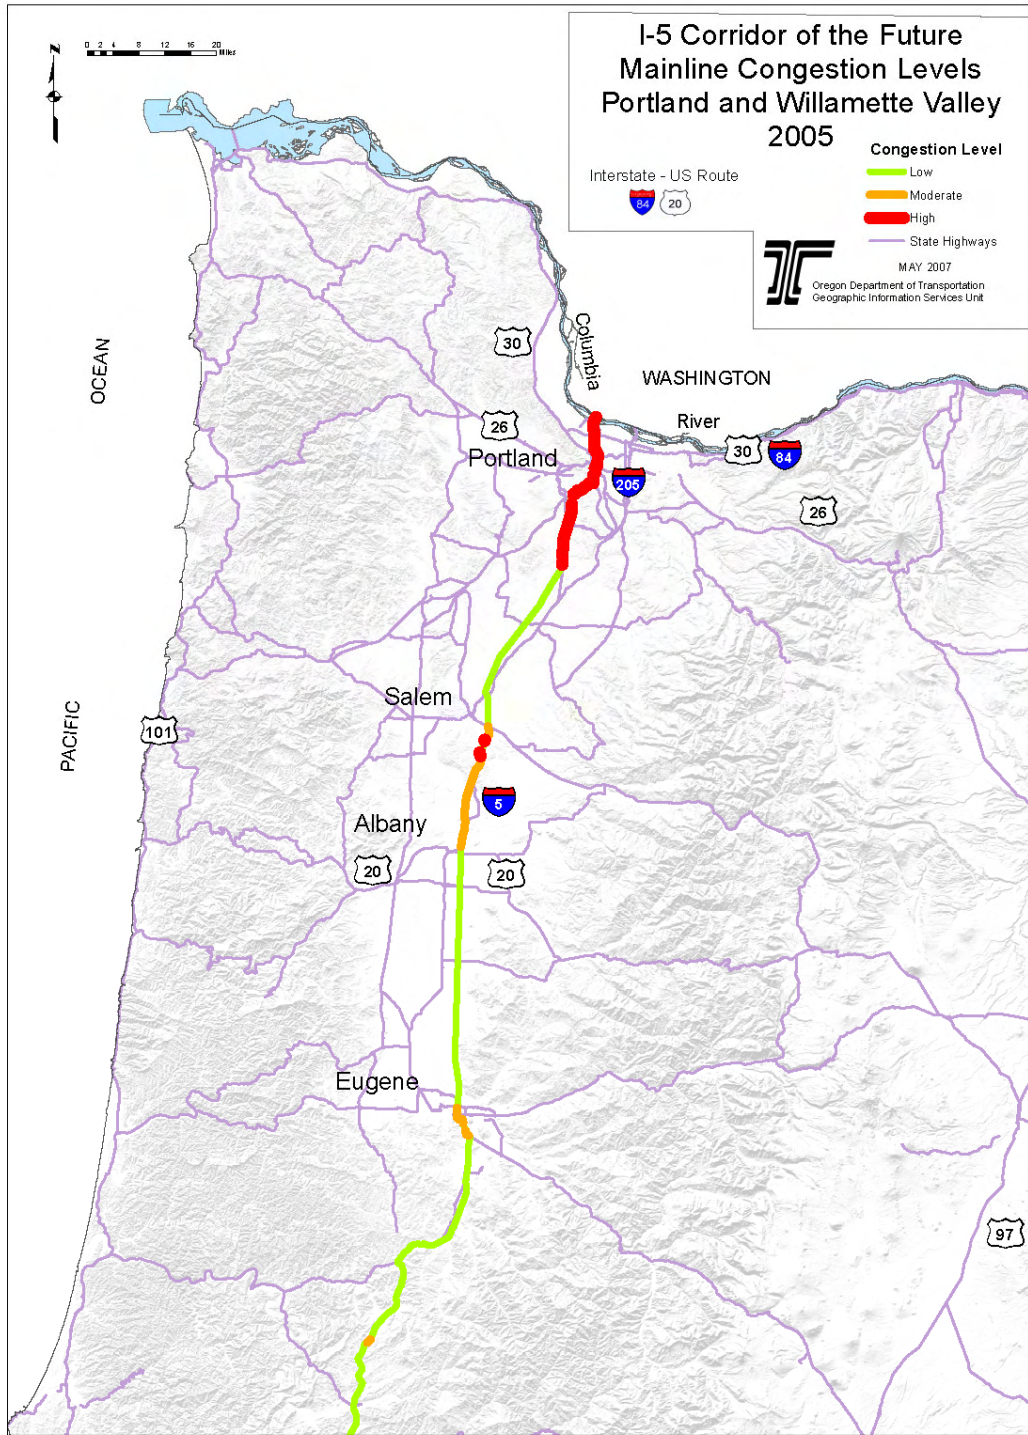 I-5 Corridor of the Future
Mainline Congestion Levels
Portland and Willamette Valley
2005
Congestion Level
Low
Moderate
High
State Highways
Interstate - US Route
84 20
MAY 2007
Oregon Department of Transportation
Geographic Information Services Unit
N
0 2 4 8 12 16 20
Miles
OCEAN
PACIFIC
Columbia
River
WASHINGTON
30
26
Portland
30
84
205
26
Salem
101
5
Albany
20
20
Eugene
97